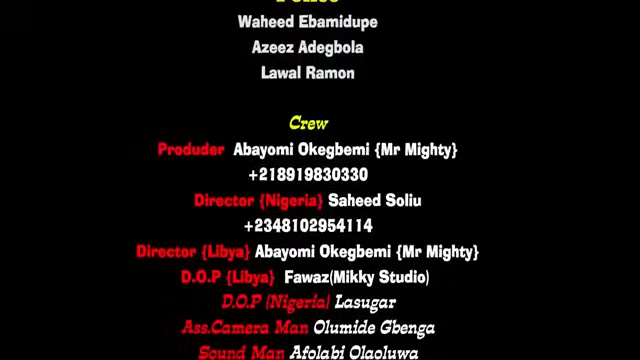 Waheed Ebamidupe
Azeez Adegbola
Lawal Ramon
Crew
Produder Abayomi Okegbemi {Mr Mighty}
+218919830330
Director {Nigeria} Saheed Soliu
+2348102954114
Director {Libya} Abayomi Okegbemi {Mr Mighty}
D.O.P {Libya} Fawaz(Mikky Studio)
D.O.P (Nigeria) Lasugar
Ass.Camera Man Olumide Gbenga
Sound Man Afolabi Olaoluwa